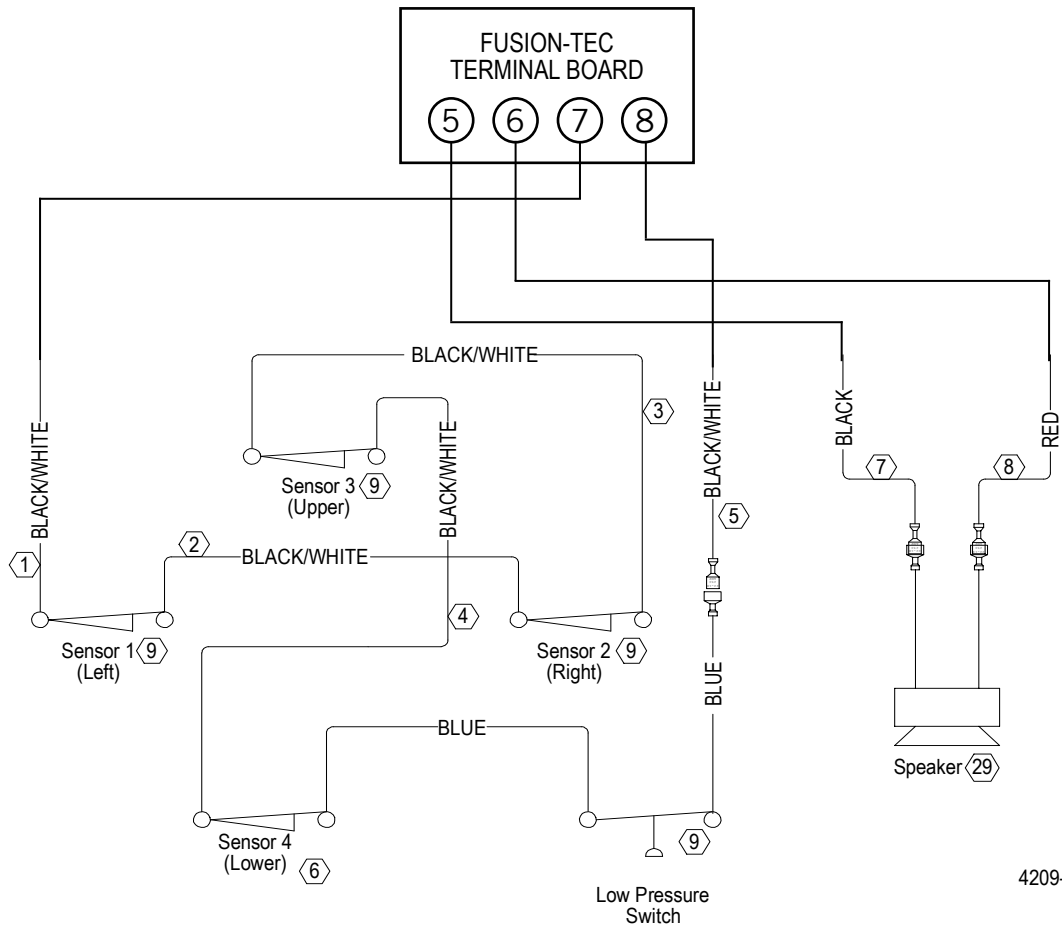 FUSION-TEC
TERMINAL BOARD
5 6 7 8
BLACK/WHITE
3
BLACK/WHITE
BLACK/WHITE
BLACK/WHITE
BLACK
RED
7
8
Sensor 3 9
(Upper)
5
2
BLACK/WHITE
1
4
Sensor 1 9
(Left)
Sensor 2 9
(Right)
BLUE
BLUE
Speaker 29
Sensor 4
(Lower) 6
9
Low Pressure
Switch
4209-